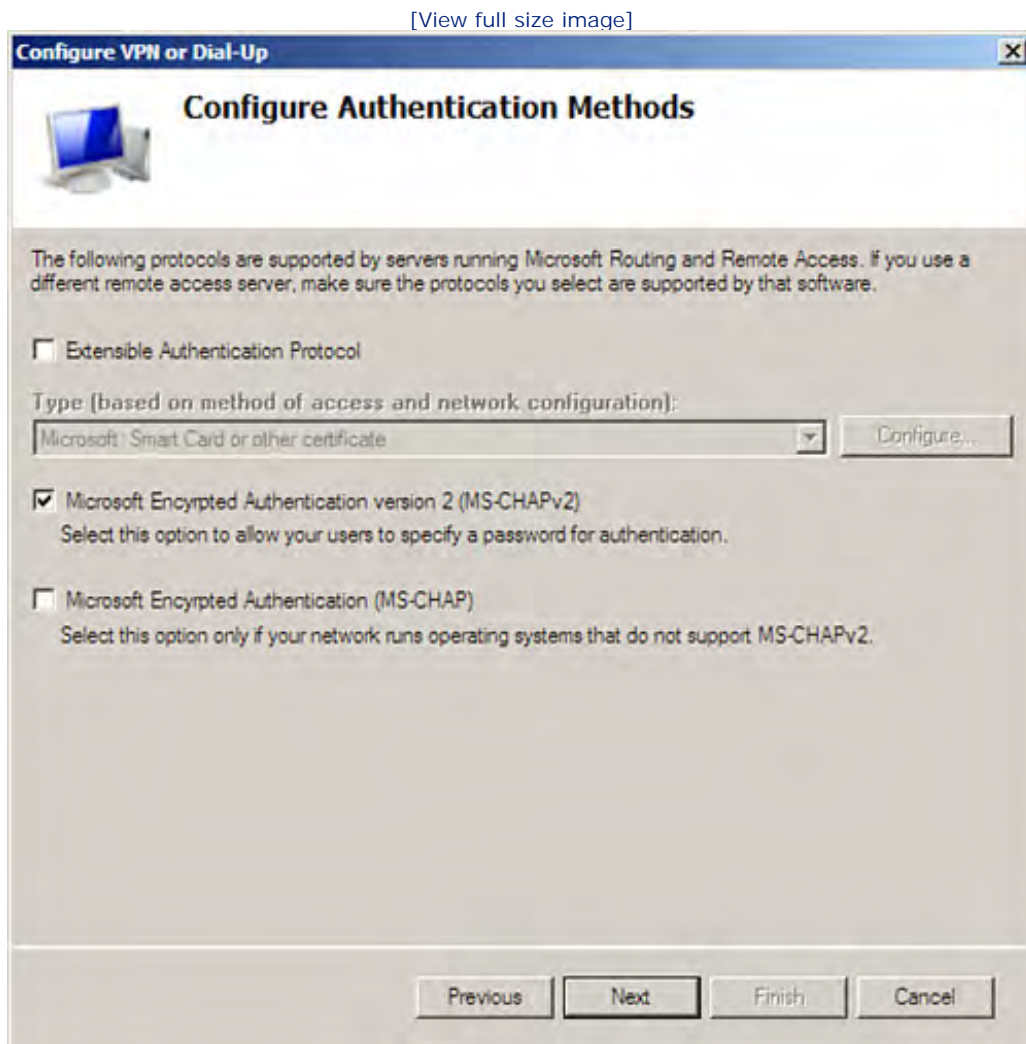 [View full size image]
Configure VPN or Dial-Up
Configure Authentication Methods
The following protocols are supported by servers running Microsoft Routing and Remote Access. If you use a
different remote access server, make sure the protocols you select are supported by that software.
Extensible Authentication Protocol
Type (based on method of access and network configuration):
Microsoft: Smart Card or other certificate
Configure...
Microsoft Encyrpted Authentication version 2 (MS-CHAPv2)
Select this option to allow your users to specify a password for authentication.
Microsoft Encyrpted Authentication (MS-CHAP)
Select this option only if your network runs operating systems that do not support MS-CHAPv2.
Previous
Next
Finish
Cancel